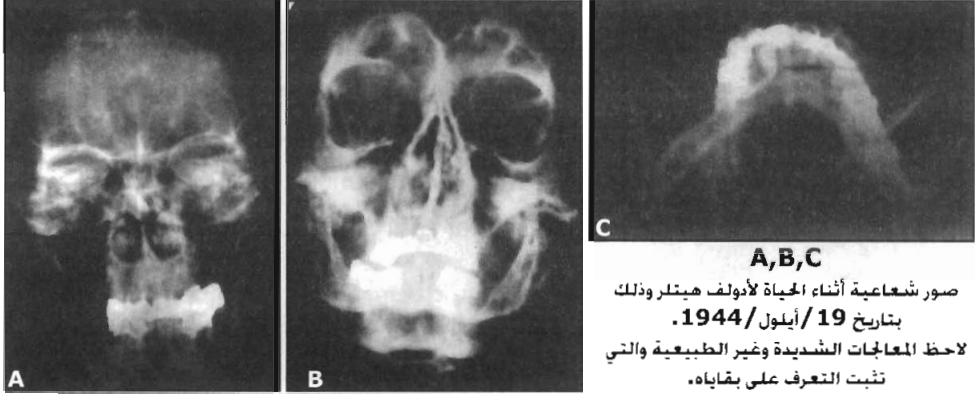 A
B
C
A,B,C
صور شعاعية أثناء الحياة لأدولف هيتلر وذلك
بتاريخ 19/أيلول/1944.
لاحظ المعالجات الشديدة وغير الطبيعية والتي
تثبت التعرف على بقاياه.